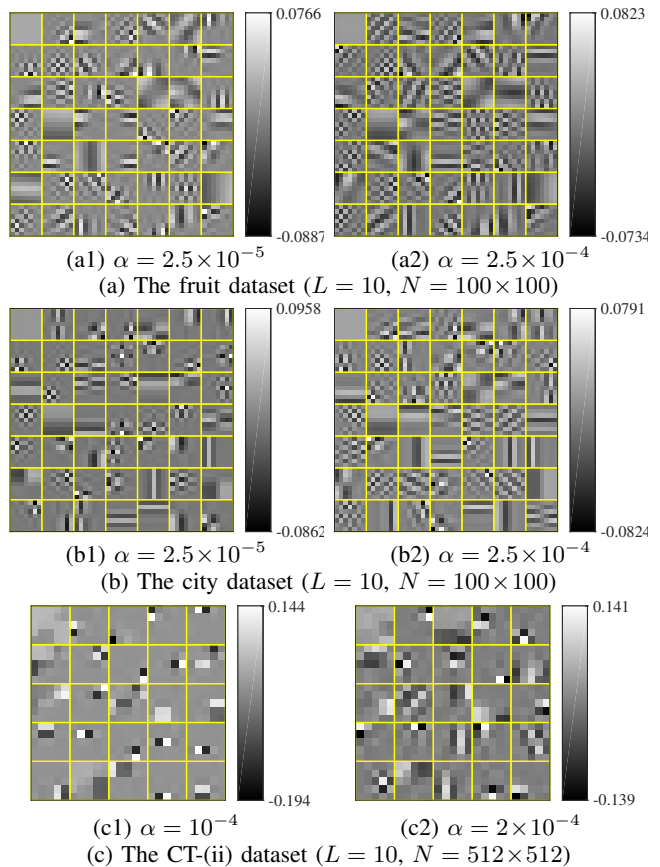 0.0766
-0.0887
0.0823
-0.0734
(a1) α = 2.5×10⁻⁵
(a2) α = 2.5×10⁻⁴
(a) The fruit dataset (L = 10, N = 100×100)
0.0958
-0.0862
0.0791
-0.0824
(b1) α = 2.5×10⁻⁵
(b2) α = 2.5×10⁻⁴
(b) The city dataset (L = 10, N = 100×100)
0.144
-0.194
0.141
-0.139
(c1) α = 10⁻⁴
(c2) α = 2×10⁻⁴
(c) The CT-(ii) dataset (L = 10, N = 512×512)